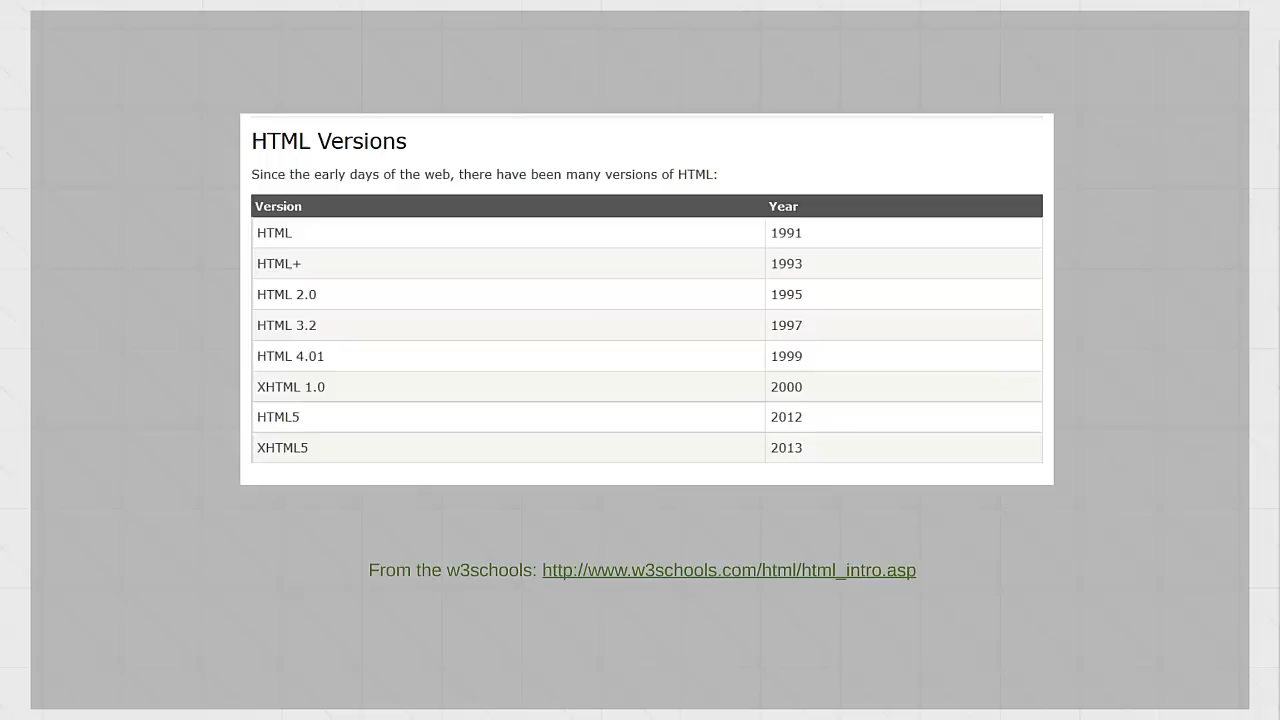 HTML Versions
Since the early days of the web, there have been many versions of HTML:
Version Year
HTML 1991
HTML+ 1993
HTML 2.0 1995
HTML 3.2 1997
HTML 4.01 1999
XHTML 1.0 2000
HTML5 2012
XHTML5 2013
From the w3schools: http://www.w3schools.com/html/html_intro.asp